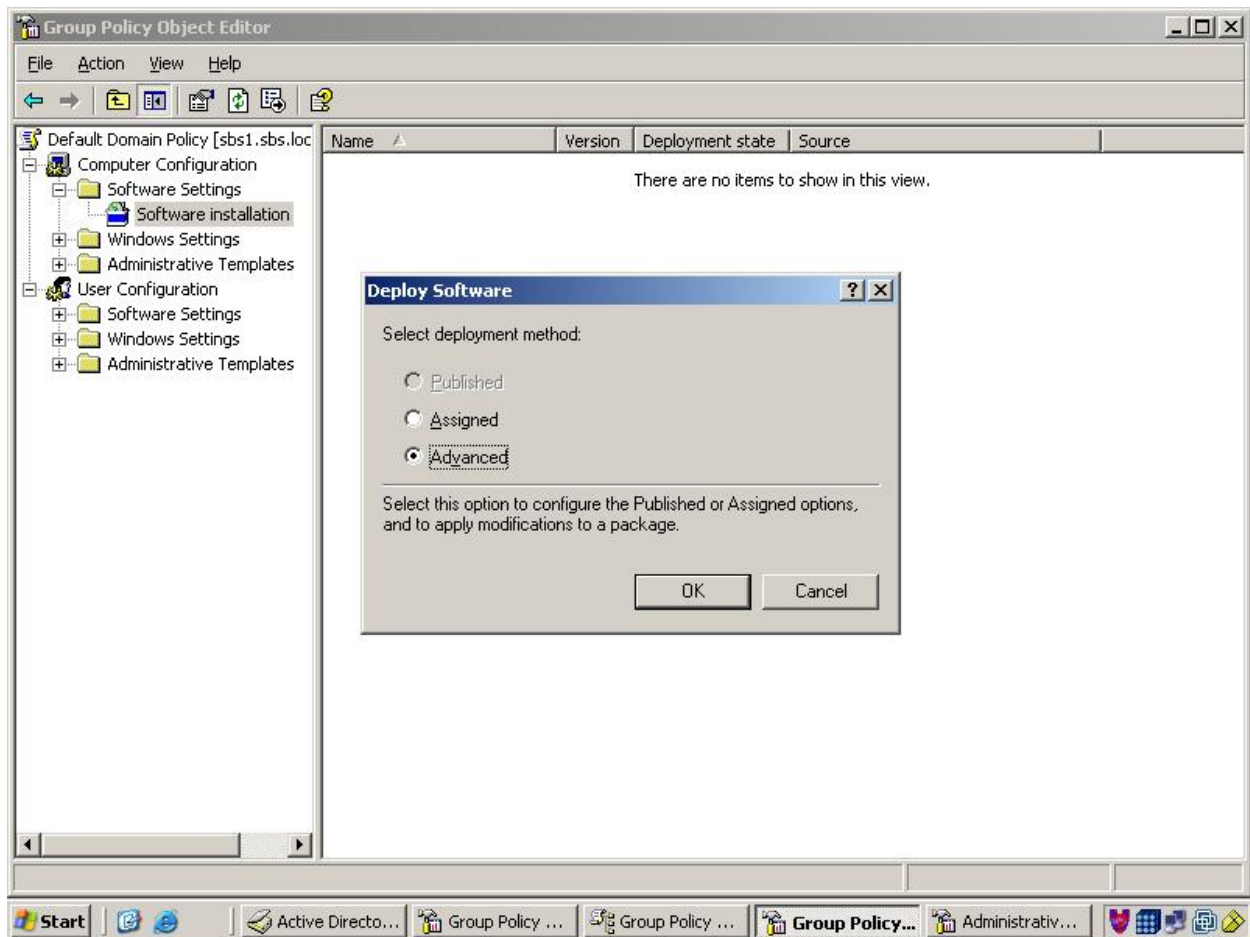 Group Policy Object Editor
File Action View Help
Default Domain Policy [sbs1.sbs.loc
Computer Configuration
Software Settings
Software installation
Windows Settings
Administrative Templates
User Configuration
Software Settings
Windows Settings
Administrative Templates
Name Version Deployment state Source
There are no items to show in this view.
Deploy Software
Select deployment method:
Published
Assigned
Advanced
Select this option to configure the Published or Assigned options,
and to apply modifications to a package.
OK Cancel
Start Active Directo... Group Policy ... Group Policy ... Group Policy... Administrativ...